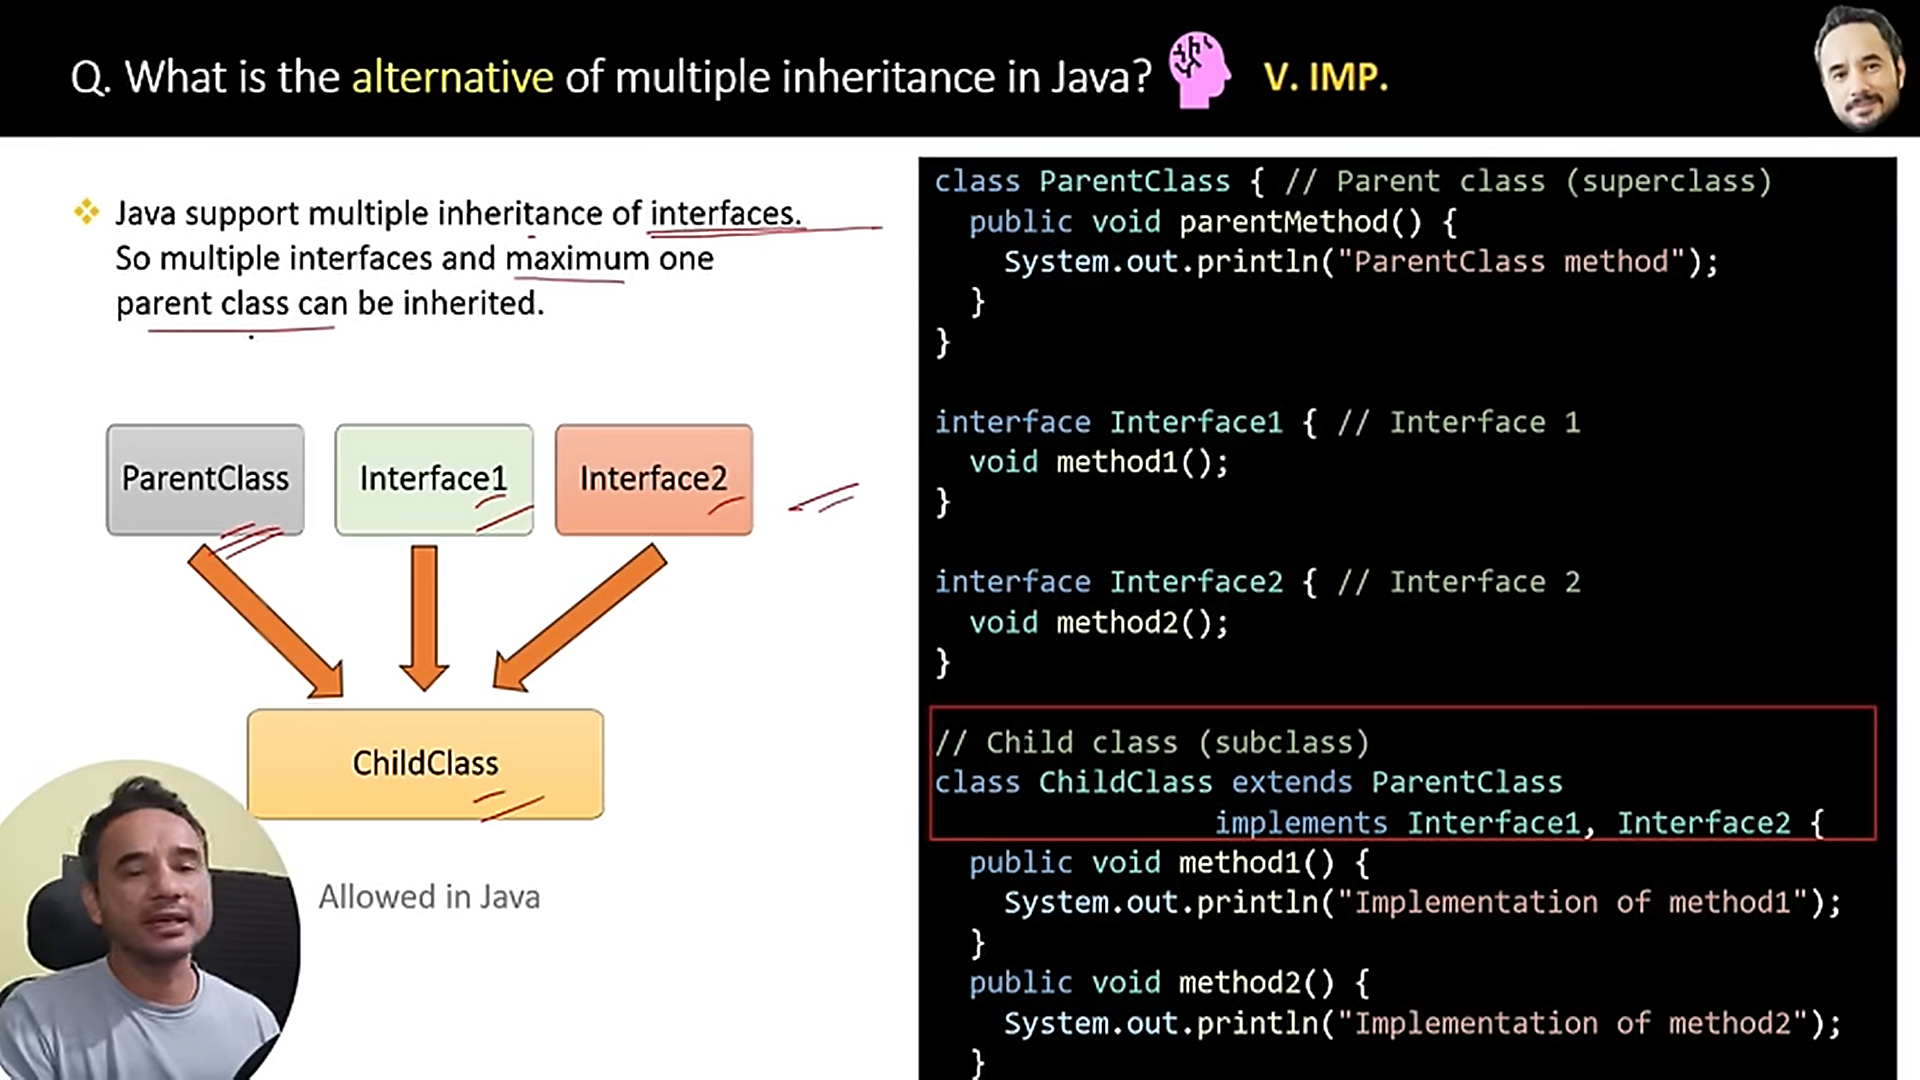 Q. What is the alternative of multiple inheritance in Java? V. IMP.
Java support multiple inheritance of interfaces.
So multiple interfaces and maximum one
parent class can be inherited.
ParentClass
Interface1
Interface2
ChildClass
Allowed in Java
class ParentClass { // Parent class (superclass)
  public void parentMethod() {
    System.out.println("ParentClass method");
  }
}
interface Interface1 { // Interface 1
  void method1();
}
interface Interface2 { // Interface 2
  void method2();
}
// Child class (subclass)
class ChildClass extends ParentClass
                implements Interface1, Interface2 {
  public void method1() {
    System.out.println("Implementation of method1");
  }
  public void method2() {
    System.out.println("Implementation of method2");
  }